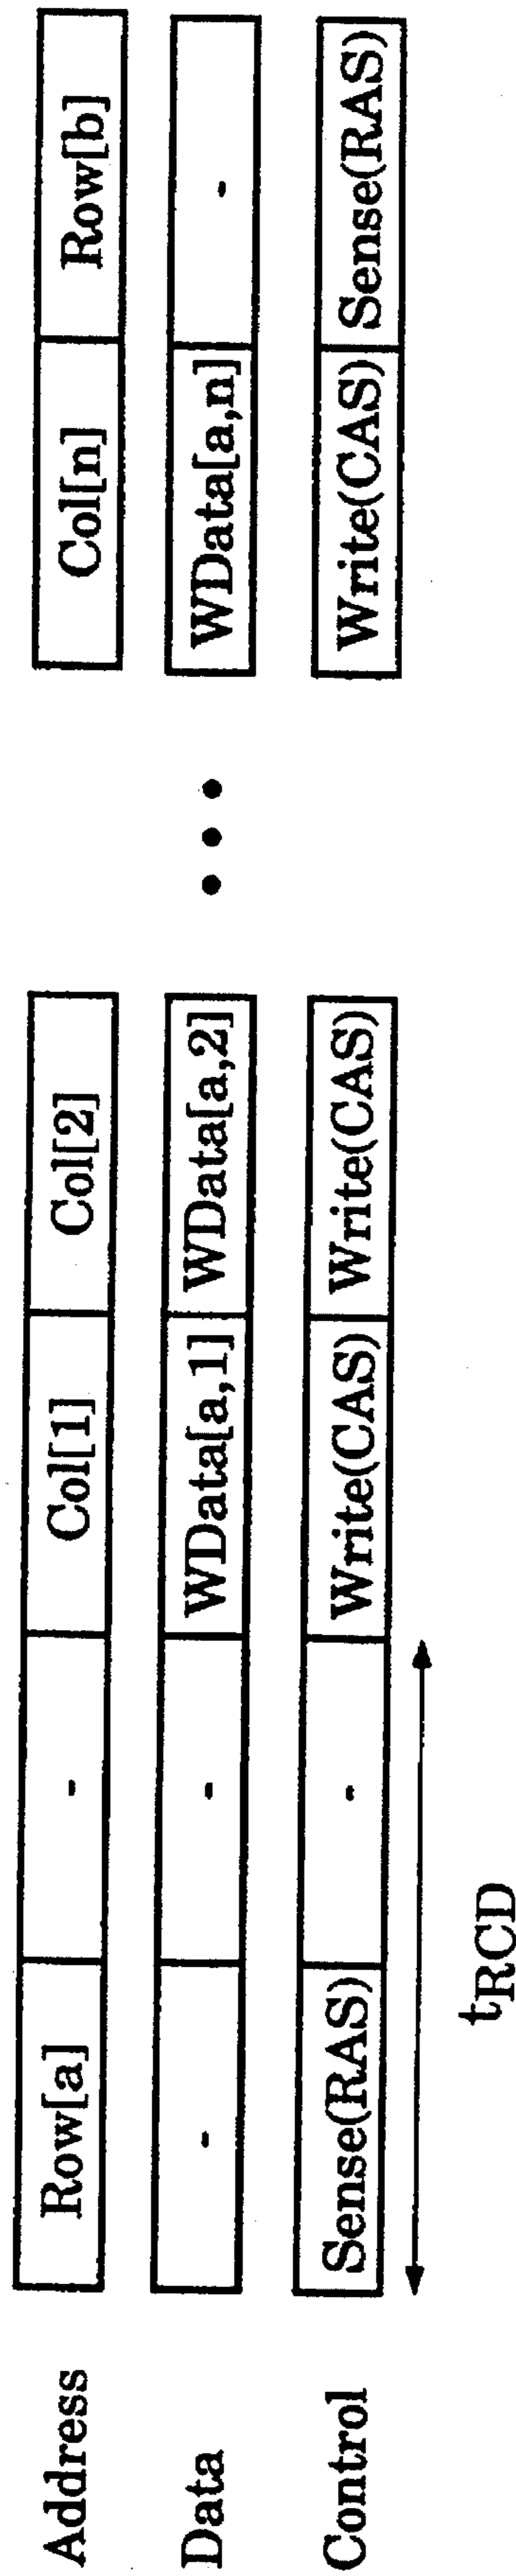 Address Row[a] - Col[1] Col[2] Col[n] Row[b]
Data - - WData[a,1] WData[a,2] • • • WData[a,n] -
Control Sense(RAS) - Write(CAS) Write(CAS) Write(CAS) Sense(RAS)
tRCD